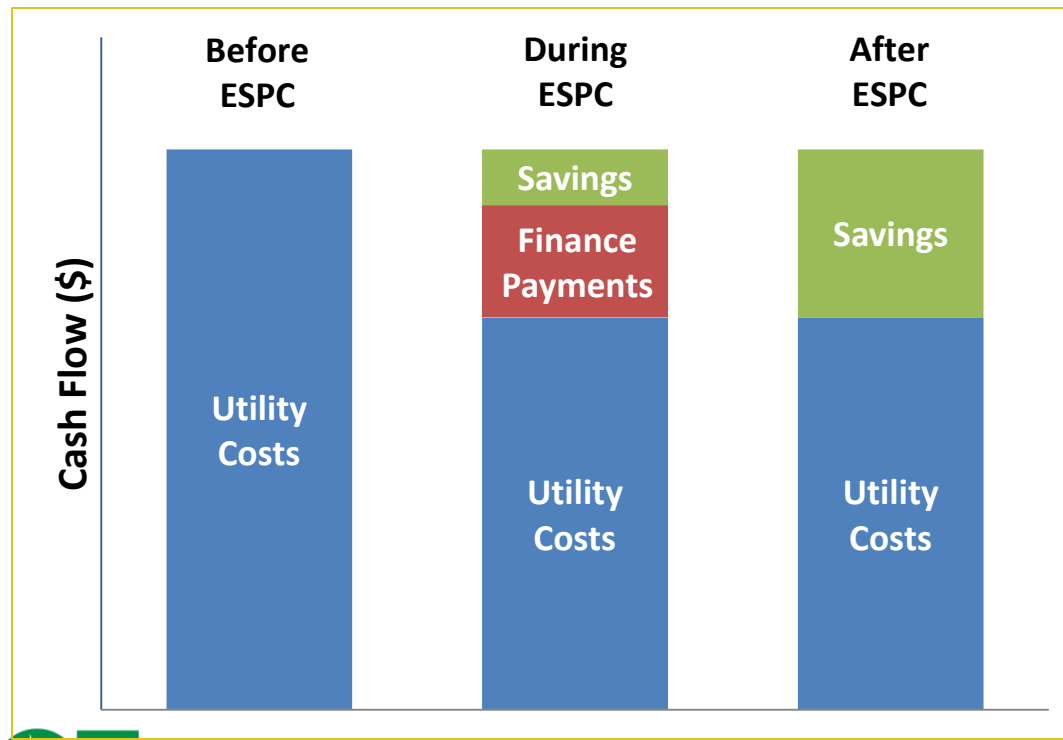 Before
ESPC
During
ESPC
After
ESPC
Cash Flow ($)
Utility
Costs
Savings
Finance
Payments
Utility
Costs
Savings
Utility
Costs